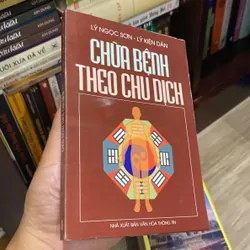 LÝ NGỌC SƠN - LÝ KIẾN DÂN
CHỮA BỆNH
THEO CHU DỊCH
NHÀ XUẤT BẢN VĂN HÓA THÔNG TIN